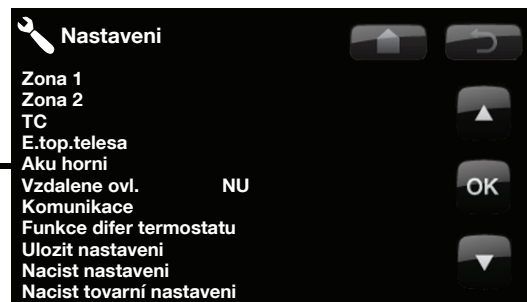 Nastaveni
Zona 1
Zona 2
TC
E.top.telesa
Aku horni
Vzdalene ovl. NU
OK
Komunikace
Funkce difer termostatu
Ulozit nastaveni
Nacist nastaveni
Nacist tovarní nastaveni